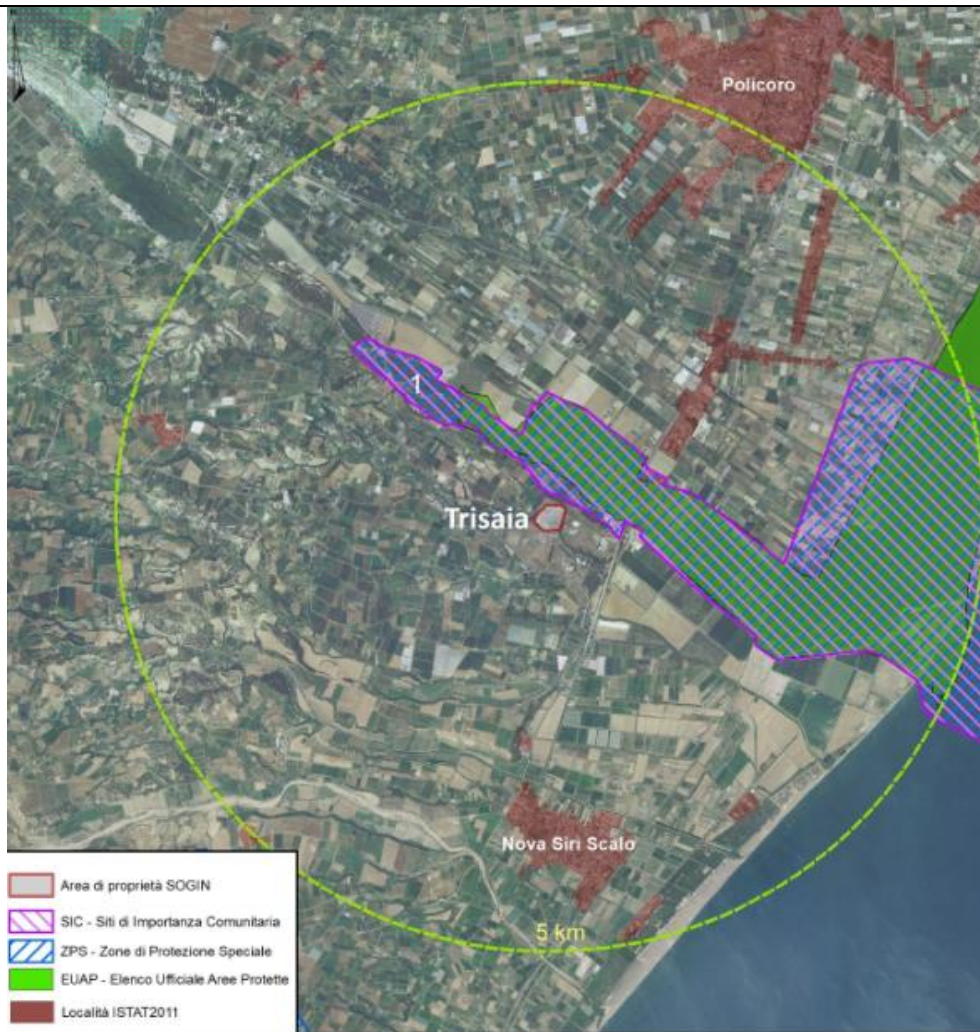 Policoro
1
Trisaia
Nova Siri Scalo
5 km
Area di proprietà SOGIN
SIC - Siti di Importanza Comunitaria
ZPS - Zone di Protezione Speciale
EUAP - Elenco Ufficiale Aree Protette
Località ISTAT2011